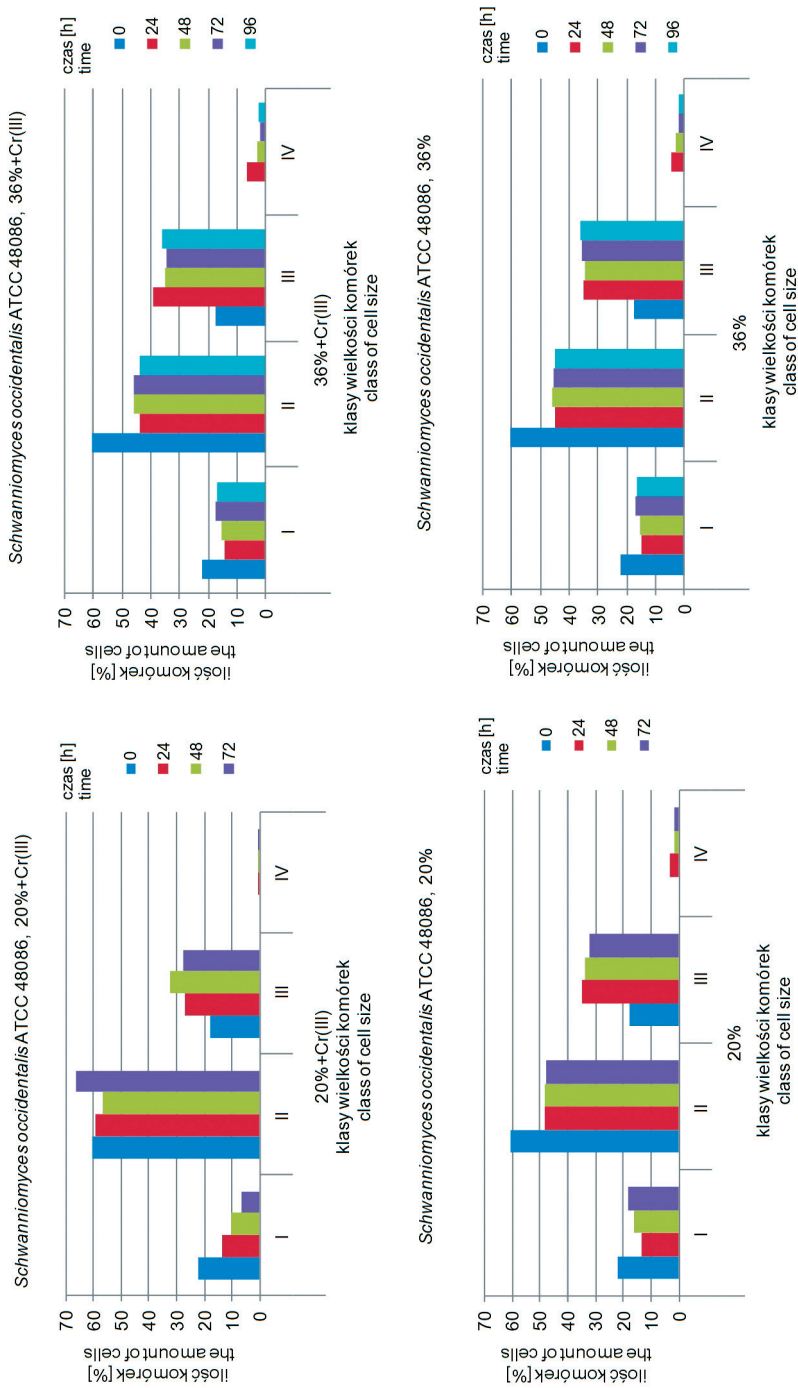 Schwanniomyces occidentalis ATCC 48086, 20%+Cr(III)
ilość komórek [%]
the amount of cells
70
60
50
40
30
20
10
0
I
II
III
IV
20%+Cr(III)
klasy wielkości komórek
class of cell size
czas [h]
time
0
24
48
72
Schwanniomyces occidentalis ATCC 48086, 36%+Cr(III)
ilość komórek [%]
the amount of cells
70
60
50
40
30
20
10
0
I
II
III
IV
36%+Cr(III)
klasy wielkości komórek
class of cell size
czas [h]
time
0
24
48
72
96
Schwanniomyces occidentalis ATCC 48086, 20%
ilość komórek [%]
the amount of cells
70
60
50
40
30
20
10
0
I
II
III
IV
20%
klasy wielkości komórek
class of cell size
czas [h]
time
0
24
48
72
Schwanniomyces occidentalis ATCC 48086, 36%
ilość komórek [%]
the amount of cells
70
60
50
40
30
20
10
0
I
II
III
IV
36%
klasy wielkości komórek
class of cell size
czas [h]
time
0
24
48
72
96